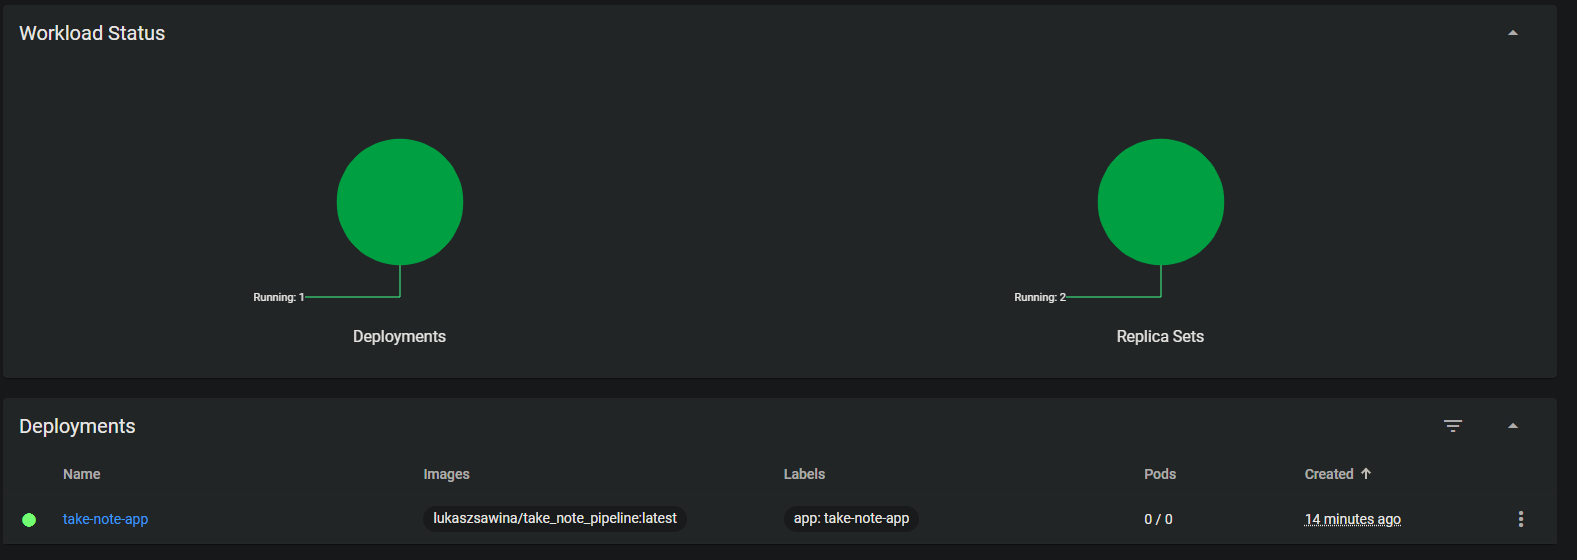 Workload Status
Running: 1
Deployments
Running: 2
Replica Sets
Deployments
Name Images Labels Pods Created
take-note-app lukaszsawina/take_note_pipeline:latest app: take-note-app 0 / 0 14 minutes ago